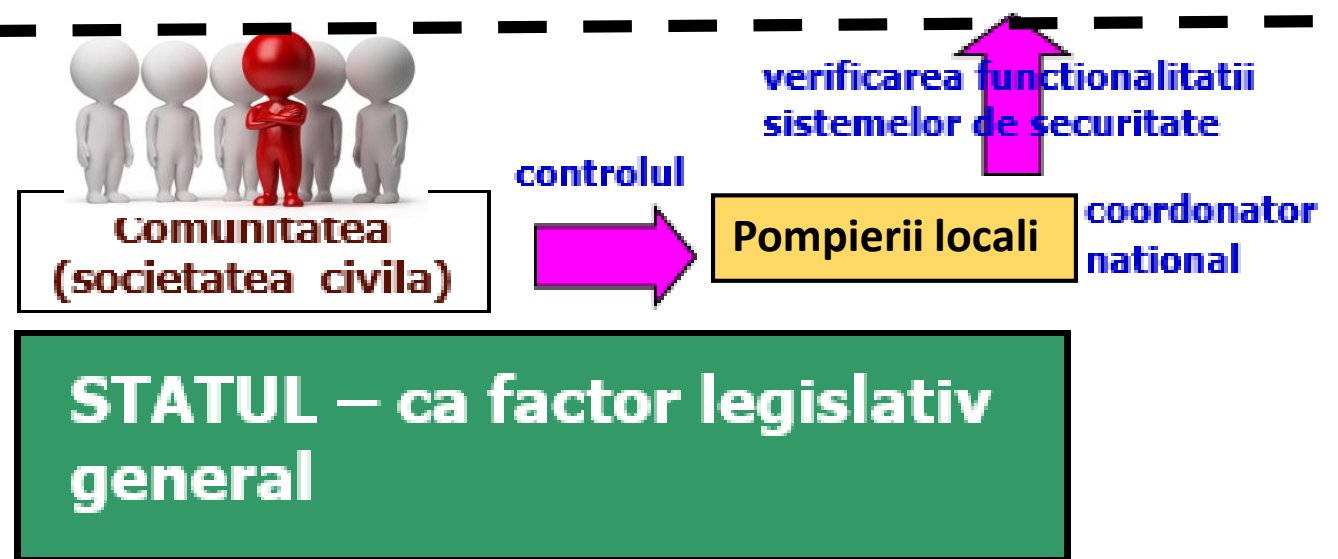 verificarea functionalitatii
sistemelor de securitate
controlul
Comunitatea
(societatea civila)
Pompierii locali
coordonator
national
STATUL – ca factor legislativ
general